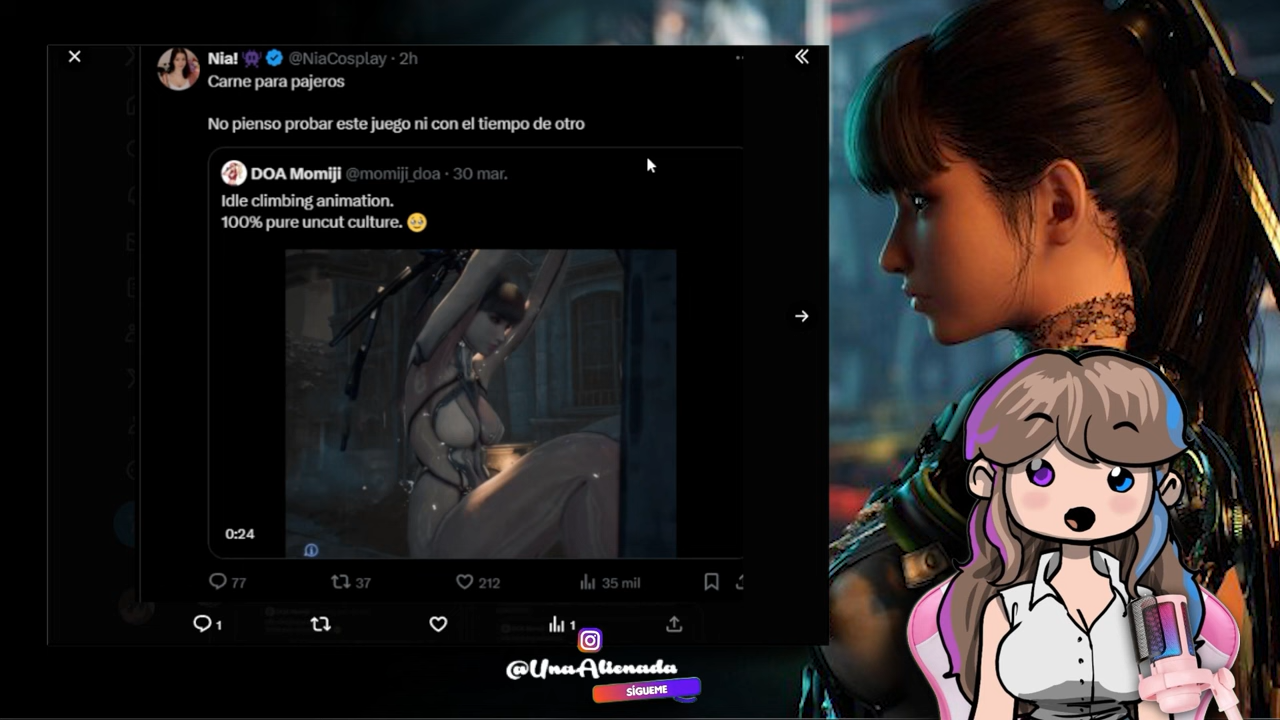 Nia! @NiaCosplay · 2h
Carne para pajeros
No pienso probar este juego ni con el tiempo de otro
DOA Momiji @momiji_doa · 30 mar.
Idle climbing animation.
100% pure uncut culture. 🥹
0:24
77 37 212 35 mil
1 1
@UnaAlienada
SÍGUEME